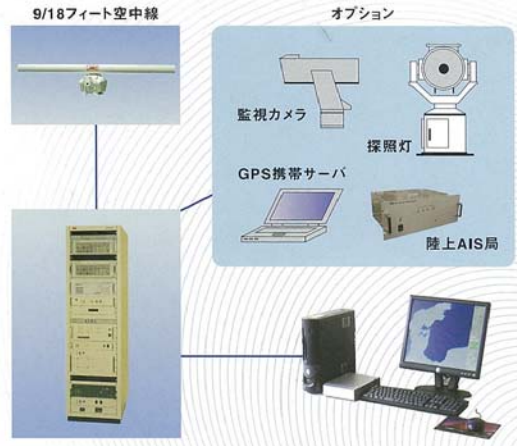 9/18フィート空中線
オプション
監視カメラ
探照灯
GPS携帯サーバ
陸上AIS局